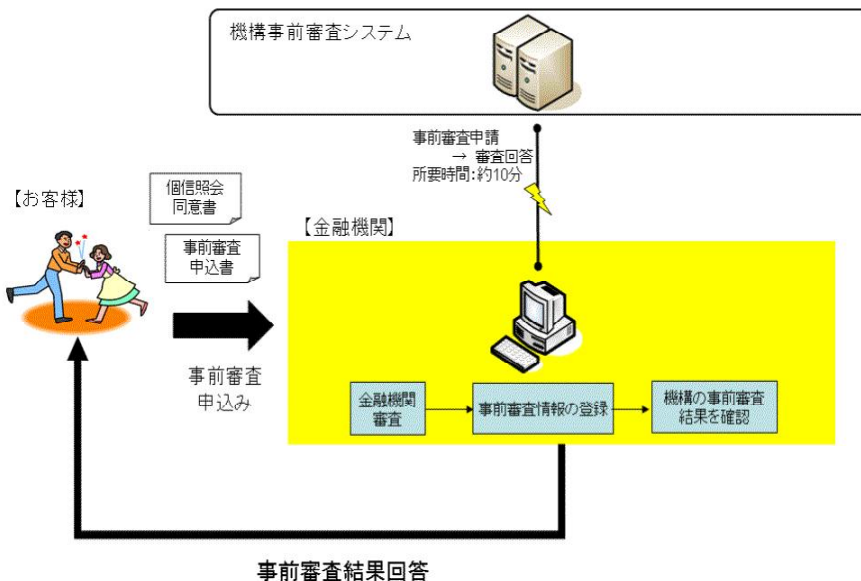 機構事前審査システム
事前審査申請
→ 審査回答
所要時間：約10分
【お客様】
個信照会
同意書
事前審査
申込書
【金融機関】
事前審査
申込み
金融機関
審査
事前審査情報の登録
機構の事前審査
結果を確認
事前審査結果回答